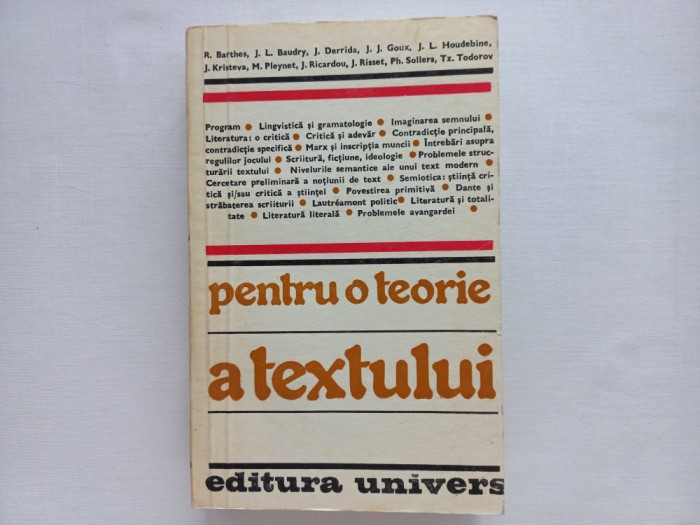 R. Barthes, J. L. Baudry, J. Derrida, J. J. Goux, J. L. Houdebine,
J. Kristeva, M. Pleynet, J. Ricardou, J. Risset, Ph. Sollers, Tz. Todorov
Program ● Lingvistică și gramatologie ● Imaginarea semnului ●
Literatura: o critică ● Critică și adevăr ● Contradicție principală,
contradicție specifică ● Marx și inscripția muncii ● Întrebări asupra
regulilor jocului ● Scriitură, ficțiune, ideologie ● Problemele struc-
turării textului ● Nivelurile semantice ale unui text modern ●
Cercetare preliminară a noțiunii de text ● Semiotica: știință cri-
tică și/sau critică a științei ● Povestirea primitivă ● Dante și
străbaterea scriiturii ● Lautréamont politic ● Literatură și totali-
tate ● Literatură literală ● Problemele avangardei ●
pentru o teorie
a textului
editura univers